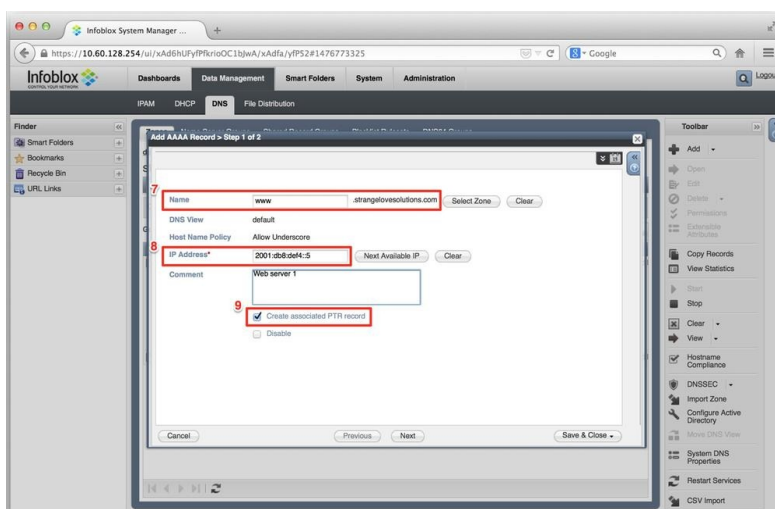 Infoblox System Manager ...
https://10.60.128.254/ui/xAd6hUFyfPfkrioOC1bJwA/xAdfa/yfP52#1476773325
Google
Infoblox
CONTROL YOUR NETWORK
Dashboards
Data Management
Smart Folders
System
Administration
IPAM
DHCP
DNS
File Distribution
Finder
Smart Folders
Bookmarks
Recycle Bin
URL Links
Add AAAA Record > Step 1 of 2
7
Name
www
.strangelovesolutions.com
Select Zone
Clear
DNS View
default
Host Name Policy
Allow Underscore
8
IP Address*
2001:db8:def4::5
Next Available IP
Clear
Comment
Web server 1
9
Create associated PTR record
Disable
Cancel
Previous
Next
Save & Close
Toolbar
Add
Open
Edit
Delete
Permissions
Extensible
Attributes
Copy Records
View Statistics
Start
Stop
Clear
View
Hostname
Compliance
DNSSEC
Import Zone
Configure Active
Directory
Move DNS View
System DNS
Properties
Restart Services
CSV Import